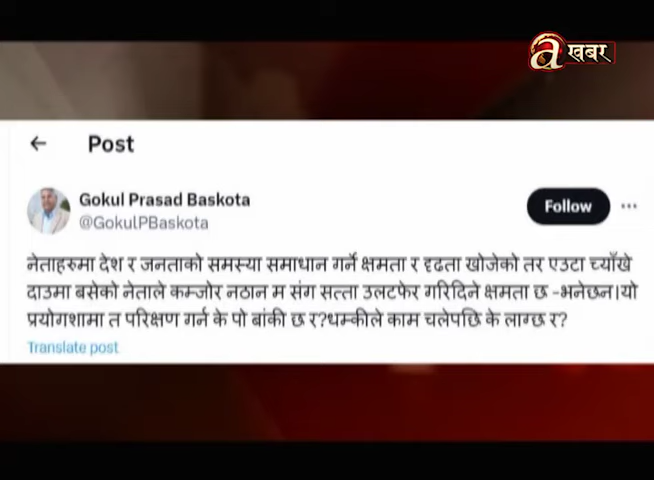 a खबर
Post
Gokul Prasad Baskota
@GokulPBaskota
Follow
नेताहरुमा देश र जनताको समस्या समाधान गर्ने क्षमता र दृढता खोजेको तर एउटा च्याँखे
दाउमा बसेको नेताले कम्जोर नठान म संग सत्ता उलटफेर गरिदिने क्षमता छ -भनेछन।यो
प्रयोगशामा त परिक्षण गर्न के पो बांकी छ र?धम्कीले काम चलेपछि के लाग्छ र?
Translate post